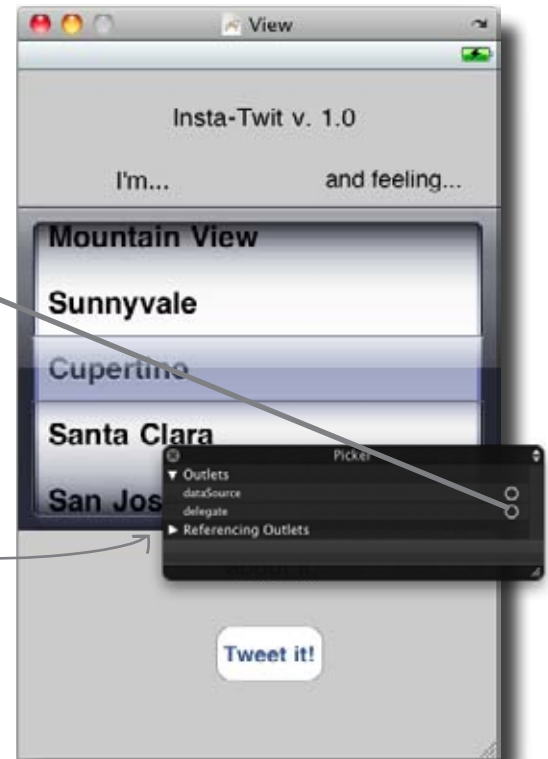 View
Insta-Twit v. 1.0
I'm... and feeling...
Mountain View
Sunnyvale
Cupertino
Santa Clara
San Jos
Picker
Outlets
dataSource
delegate
Referencing Outlets
Tweet it!